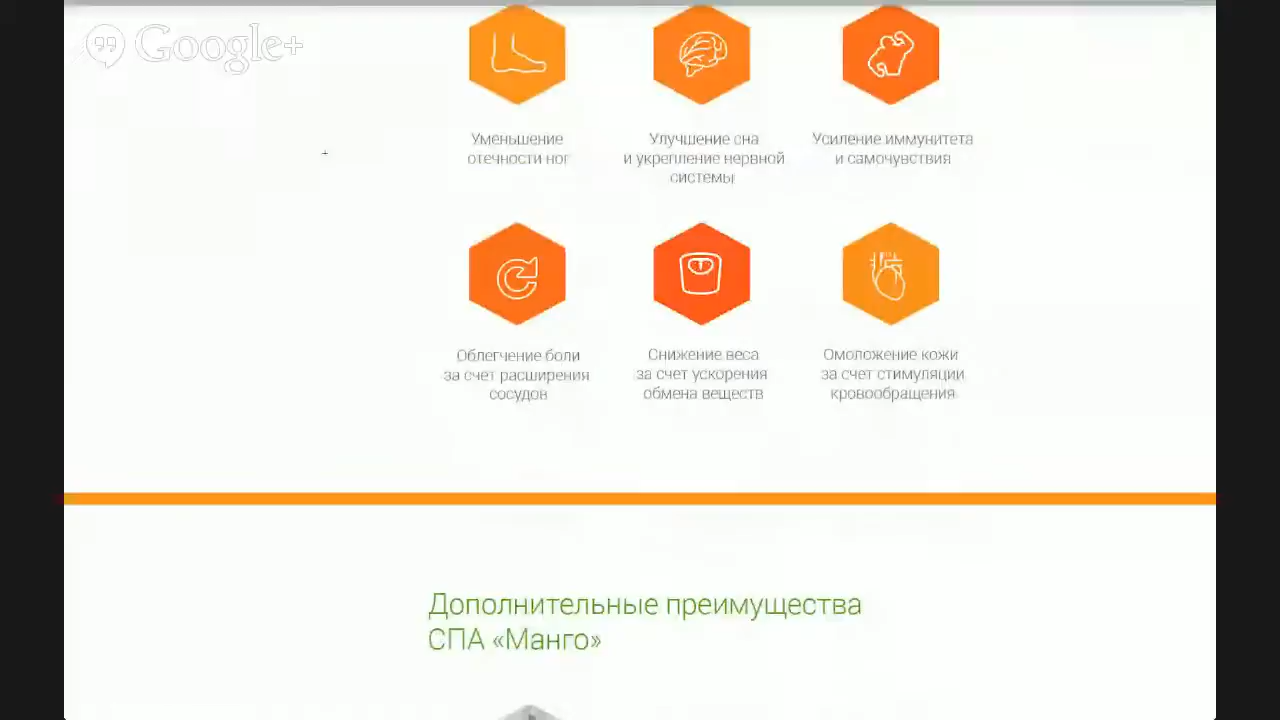 Google+
Уменьшение
отечности ног
Улучшение сна
и укрепление нервной
системы
Усиление иммунитета
и самочувствия
Облегчение боли
за счет расширения
сосудов
Снижение веса
за счет ускорения
обмена веществ
Омоложение кожи
за счет стимуляции
кровообращения
Дополнительные преимущества
СПА «Манго»